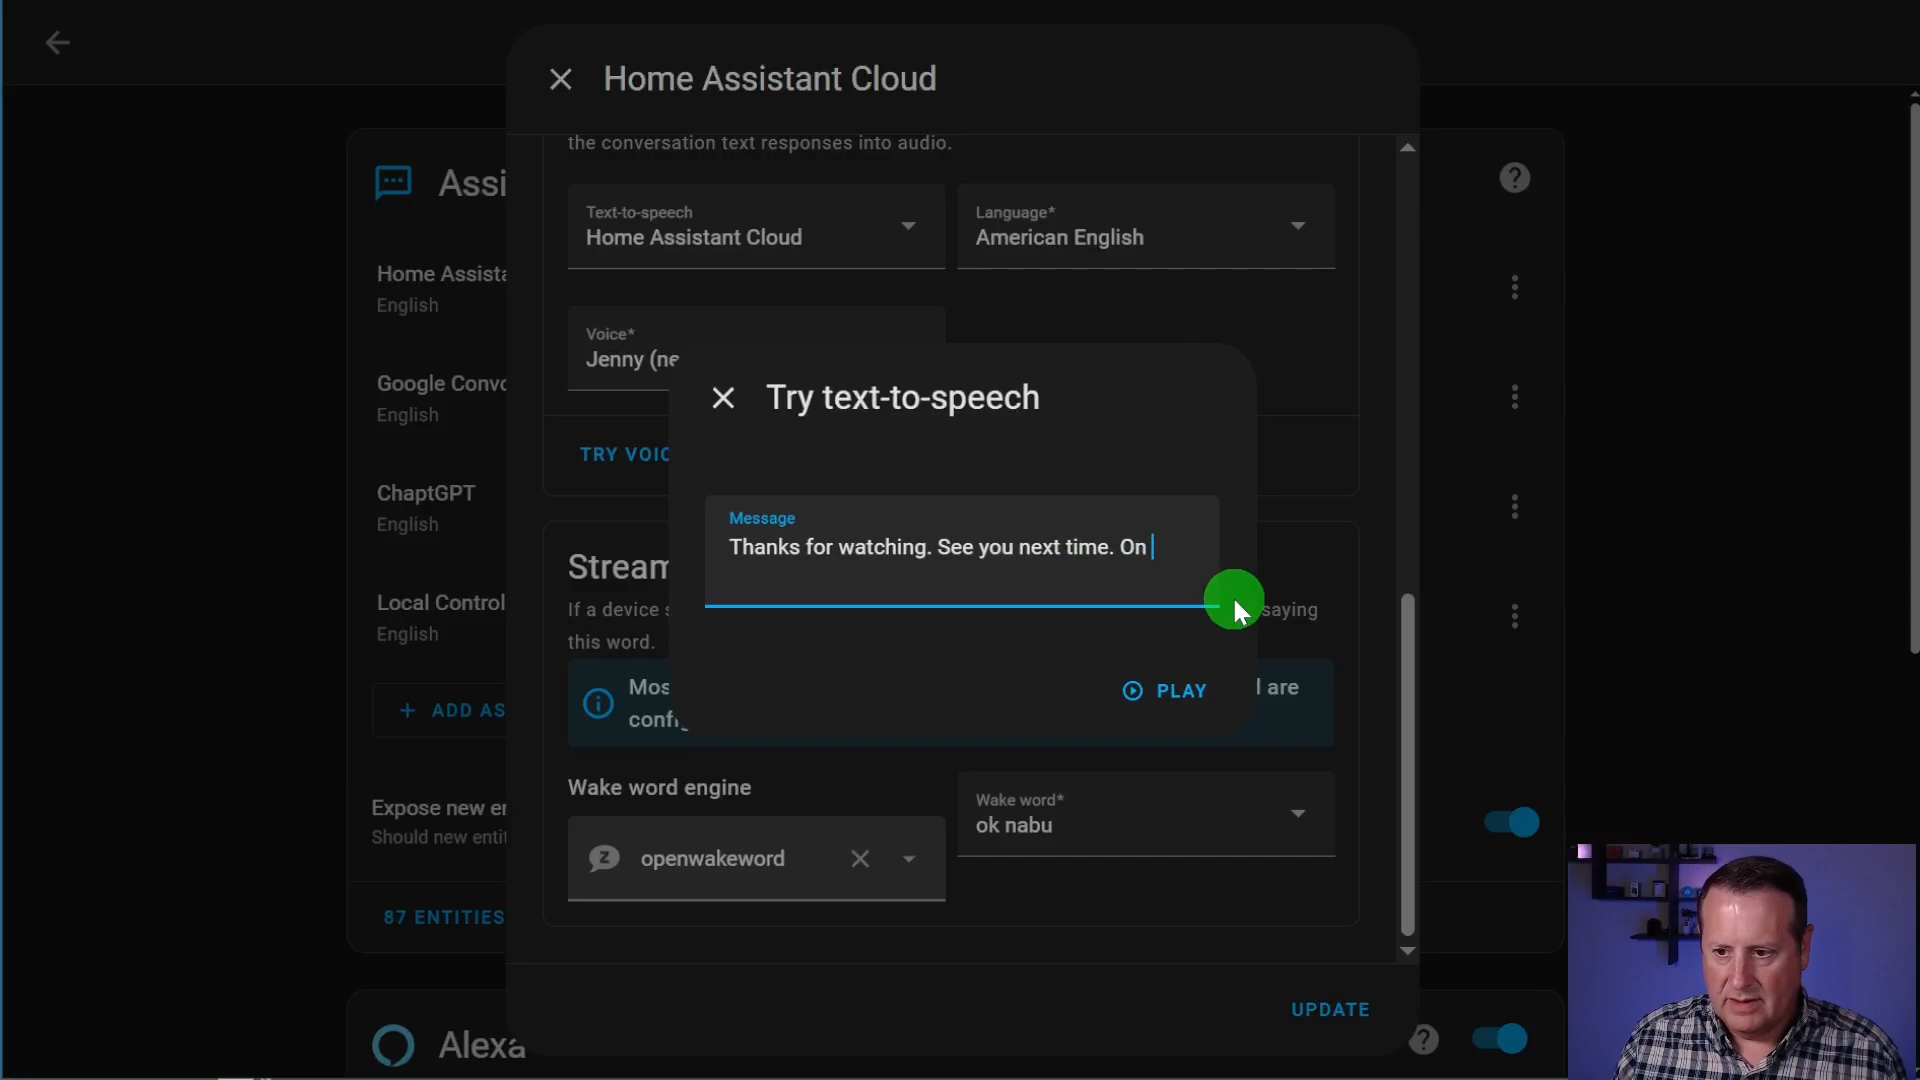 Home Assistant Cloud
the conversation text responses into audio.
Assi
Text-to-speech
Home Assistant Cloud
Language*
American English
Home Assista
English
Voice*
Jenny (ne
Google Convo
English
Try text-to-speech
TRY VOIC
Message
Thanks for watching. See you next time. On
ChaptGPT
English
Stream
If a device s
saying
this word.
Local Control
English
Mos
are
confi
PLAY
+ ADD AS
Wake word engine
openwakeword
Wake word*
ok nabu
Expose new en
Should new entit
87 ENTITIES
UPDATE
Alexa